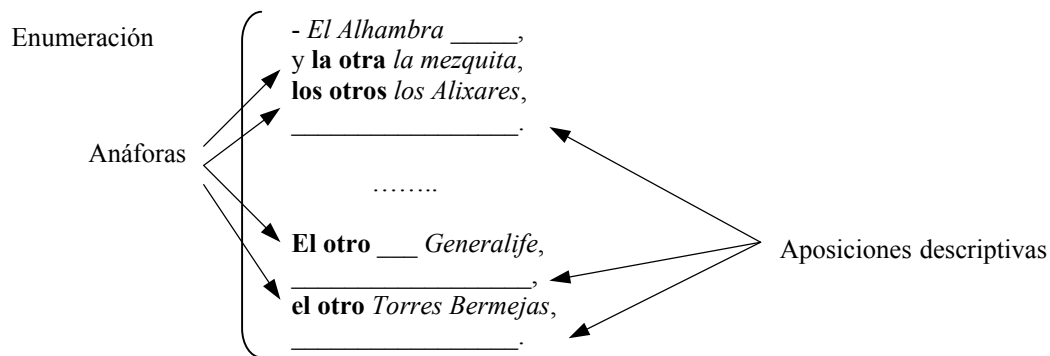 Enumeración
- El Alhambra _____,
y la otra la mezquita,
los otros los Alixares,
__________________.
Anáforas
……..
El otro ___ Generalife,
___________________,
el otro Torres Bermejas,
__________________.
Aposiciones descriptivas